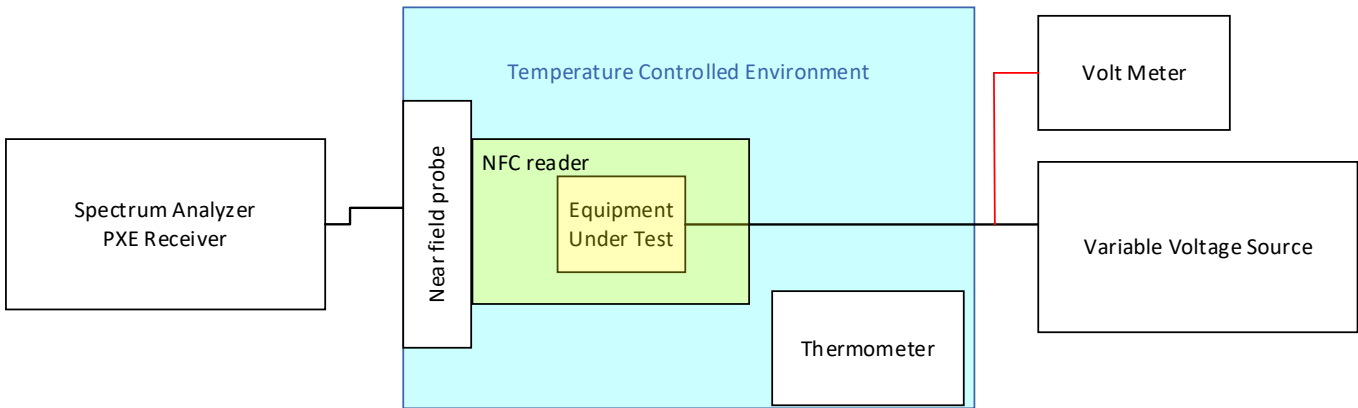 Temperature Controlled Environment
Volt Meter
Spectrum Analyzer
PXE Receiver
Near field probe
NFC reader
Equipment
Under Test
Variable Voltage Source
Thermometer